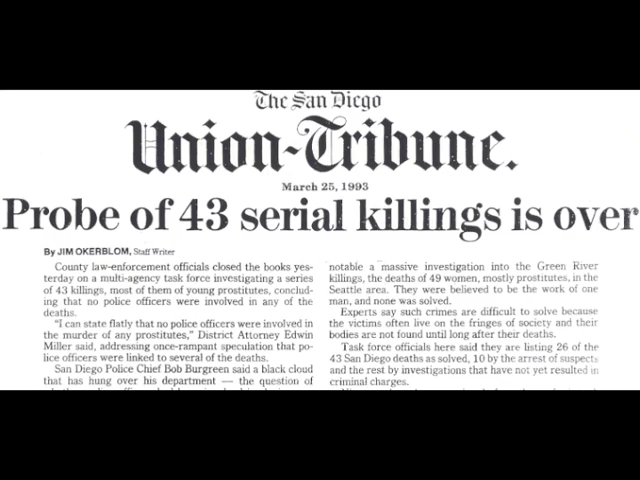 The San Diego
Union-Tribune.
March 25, 1993
Probe of 43 serial killings is over
By JIM OKERBLOM, Staff Writer
County law-enforcement officials closed the books yes-
terday on a multi-agency task force investigating a series
of 43 killings, most of them of young prostitutes, conclud-
ing that no police officers were involved in any of the
deaths.
"I can state flatly that no police officers were involved in
the murder of any prostitutes," District Attorney Edwin
Miller said, addressing once-rampant speculation that po-
lice officers were linked to several of the deaths.
San Diego Police Chief Bob Burgreen said a black cloud
that has hung over his department — the question of
notable a massive investigation into the Green River
killings, the deaths of 49 women, mostly prostitutes, in the
Seattle area. They were believed to be the work of one
man, and none was solved.
Experts say such crimes are difficult to solve because
the victims often live on the fringes of society and their
bodies are not found until long after their deaths.
Task force officials here said they are listing 26 of the
43 San Diego deaths as solved, 10 by the arrest of suspects
and the rest by investigations that have not yet resulted in
criminal charges.